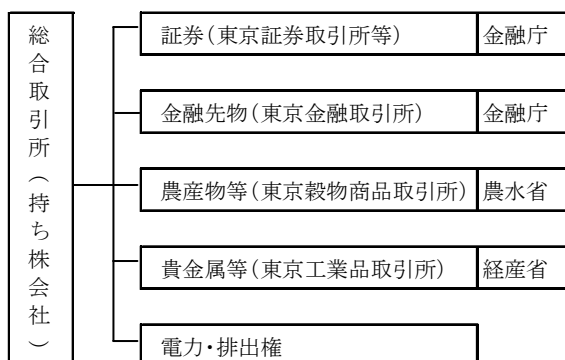 総合取引所（持ち株会社）
証券（東京証券取引所等） 金融庁
金融先物（東京金融取引所） 金融庁
農産物等（東京穀物商品取引所） 農水省
貴金属等（東京工業品取引所） 経産省
電力・排出権